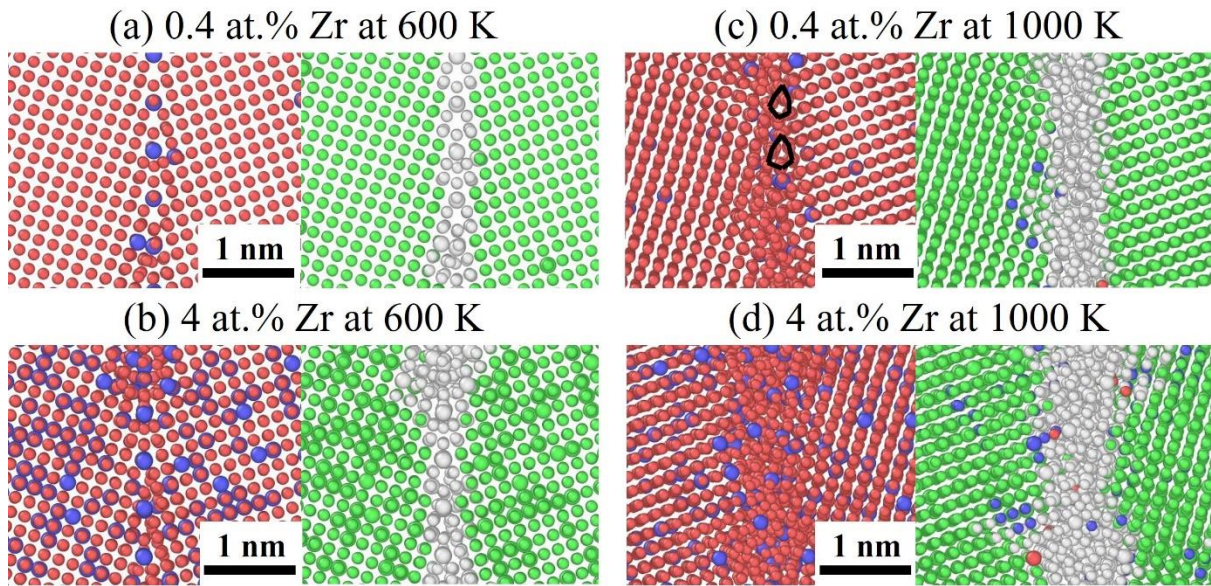 (a) 0.4 at.% Zr at 600 K
(c) 0.4 at.% Zr at 1000 K
1 nm
1 nm
(b) 4 at.% Zr at 600 K
(d) 4 at.% Zr at 1000 K
1 nm
1 nm